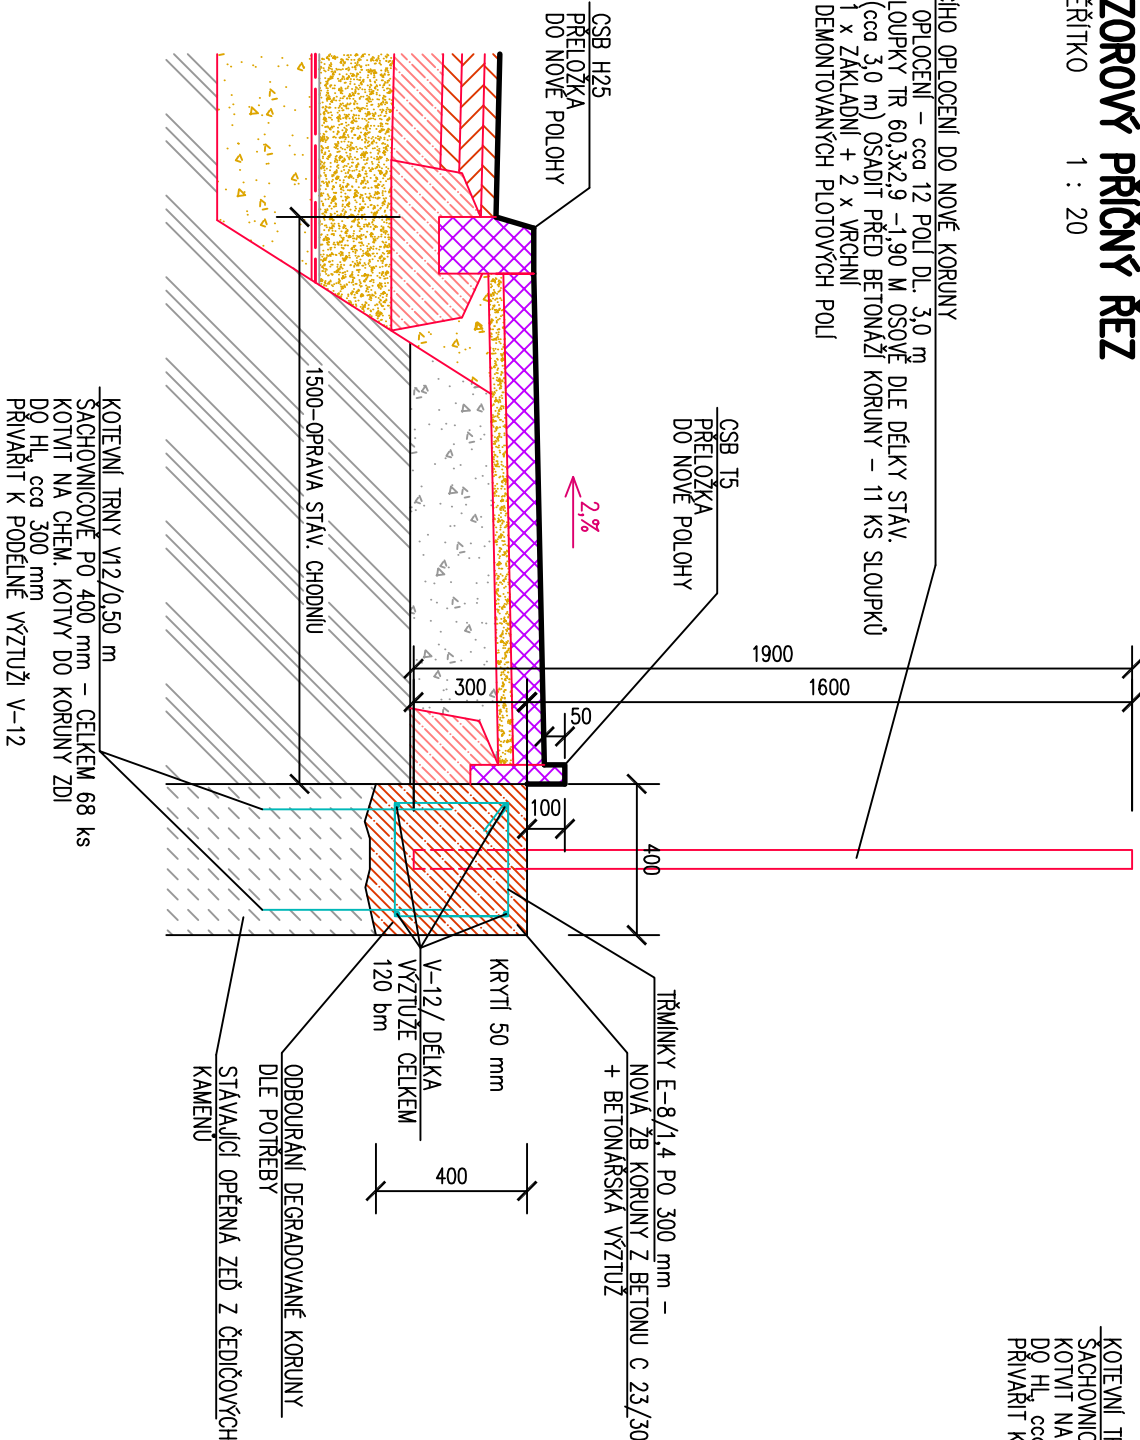 ZOROVÝ PŘÍČNÝ ŘEZ
ĚŘÍTKO 1 : 20
CÍHO OPLOCENÍ DO NOVÉ KORUNY
OPLOCENÍ – cca 12 POLÍ DL. 3,0 m
LOUPKY TR 60,3x2,9 –1,90 M OSOVĚ DLE DÉLKY STÁV.
(cca 3,0 m) OSADIT PŘED BETONÁŽÍ KORUNY – 11 KS SLOUPKŮ
1 x ZÁKLADNÍ + 2 x VRCHNÍ
DEMONTOVANÝCH PLOTOVÝCH POLÍ
CSB H25
PŘELOŽKA
DO NOVÉ POLOHY
CSB T5
PŘELOŽKA
DO NOVÉ POLOHY
2,%
1900
300
1600
50
100
400
1500–OPRAVA STÁV. CHODNÍU
KOTEVNÍ TRNY V12/0,50 m
ŠACHOVNICOVĚ PO 400 mm – CELKEM 68 ks
KOTVIT NA CHEM. KOTVY DO KORUNY ZDI
DO HL. cca 300 mm
PŘIVAŘIT K PODÉLNÉ VÝZTUŽI V–12
TŘMÍNKY E–8/1,4 PO 300 mm –
NOVÁ ŽB KORUNY Z BETONU C 23/30
+ BETONÁŘSKÁ VÝZTUŽ
KRYTÍ 50 mm
V–12/ DÉLKA
VÝZTUŽE CELKEM
120 bm
400
ODBOURÁNÍ DEGRADOVANÉ KORUNY
DLE POTŘEBY
STÁVAJÍCÍ OPĚRNÁ ZEĎ Z ČEDIČOVÝCH
KAMENŮ
KOTEVNÍ TR
ŠACHOVNIC
KOTVIT NA
DO HL. cca
PŘIVAŘIT K